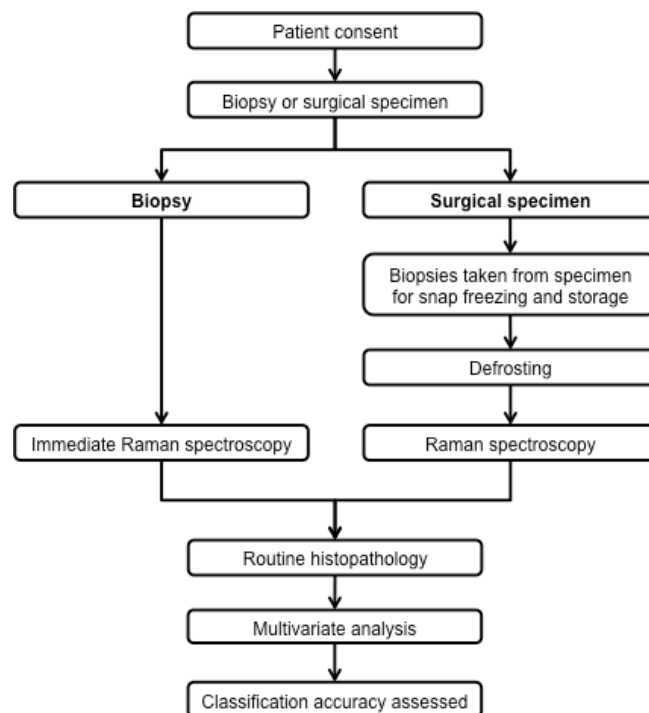 Patient consent
Biopsy or surgical specimen
Biopsy
Surgical specimen
Biopsies taken from specimen
for snap freezing and storage
Defrosting
Immediate Raman spectroscopy
Raman spectroscopy
Routine histopathology
Multivariate analysis
Classification accuracy assessed